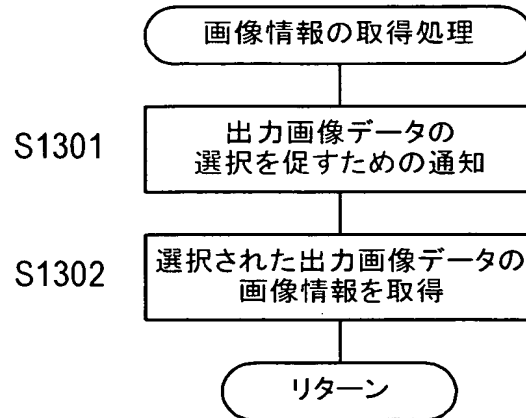 画像情報の取得処理
S1301
出力画像データの
選択を促すための通知
S1302
選択された出力画像データの
画像情報を取得
リターン